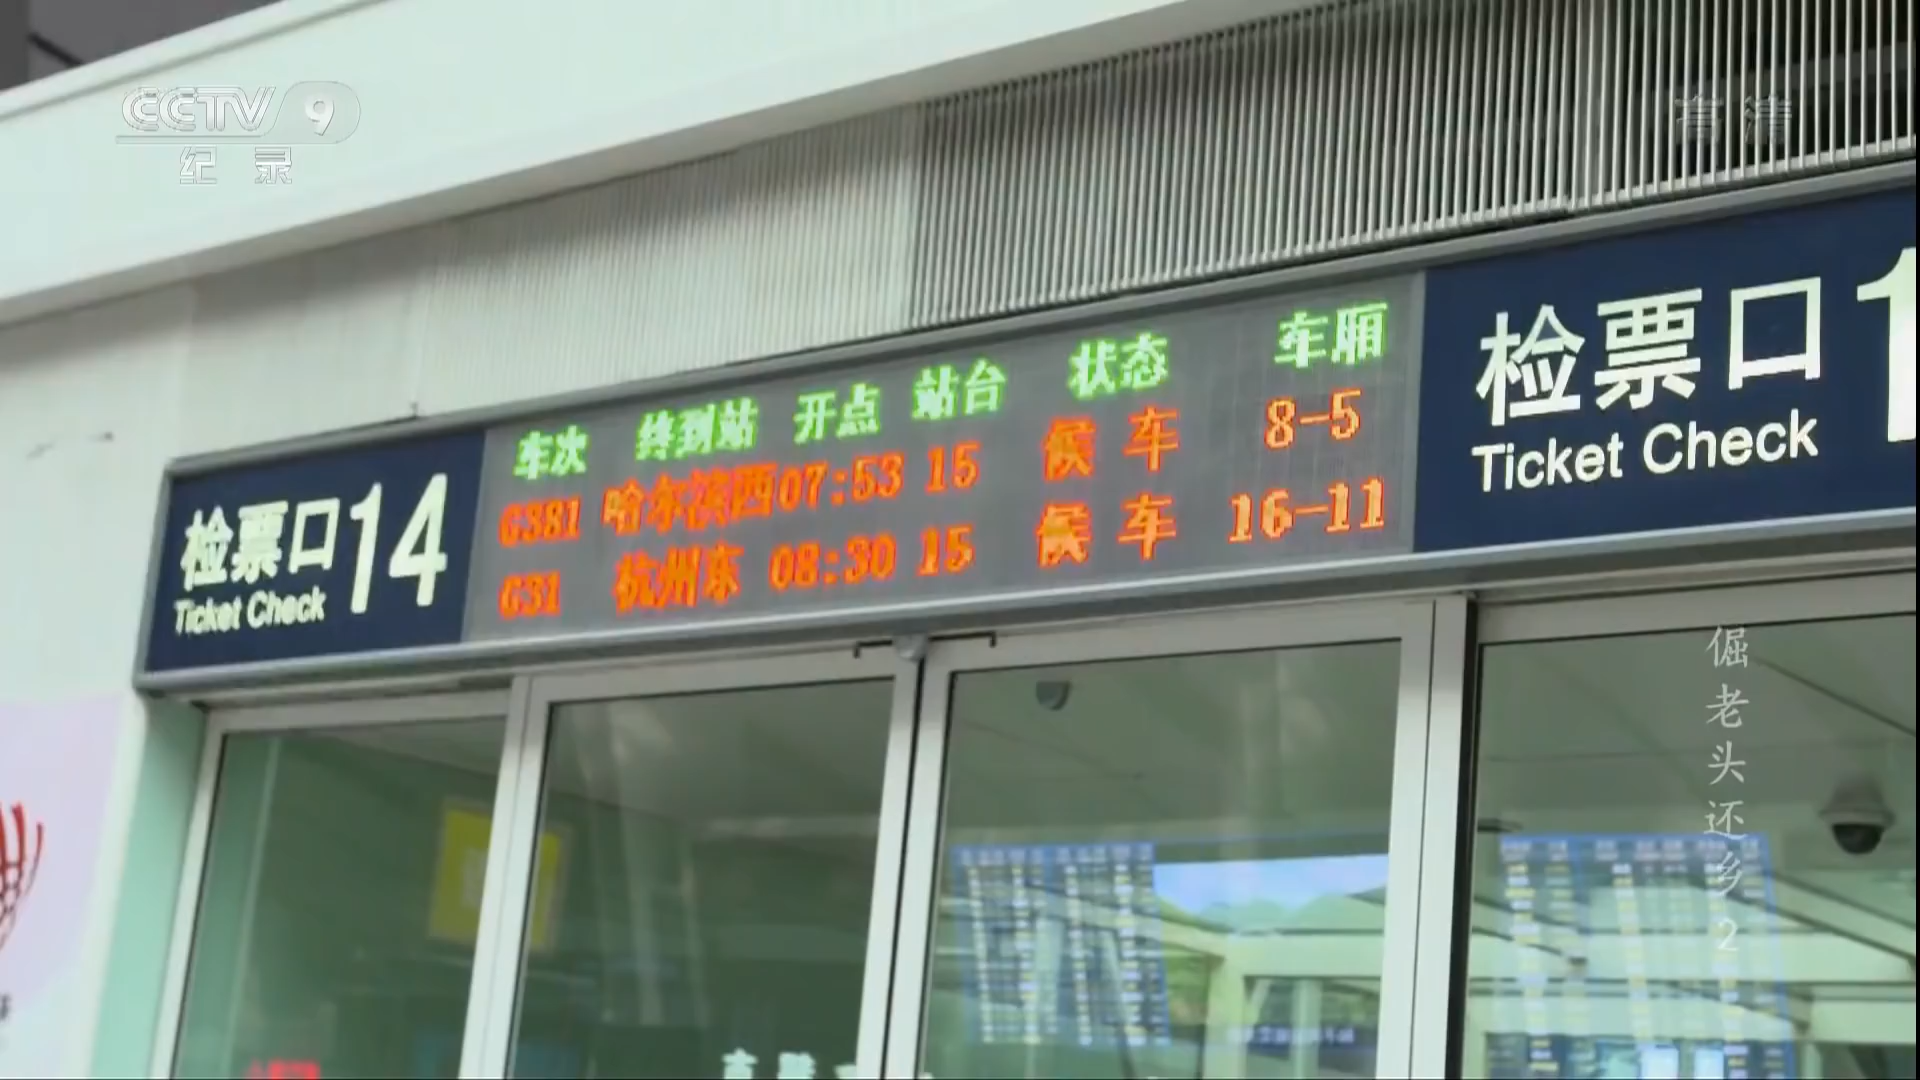 CCTV 9
纪录
高清
车次 终到站 开点 站台 状态 车厢
G381 哈尔滨西 07:53 15 候车 8-5
G31 杭州东 08:30 15 候车 16-11
检票口 14
Ticket Check
检票口 1
Ticket Check
倔老头还乡2